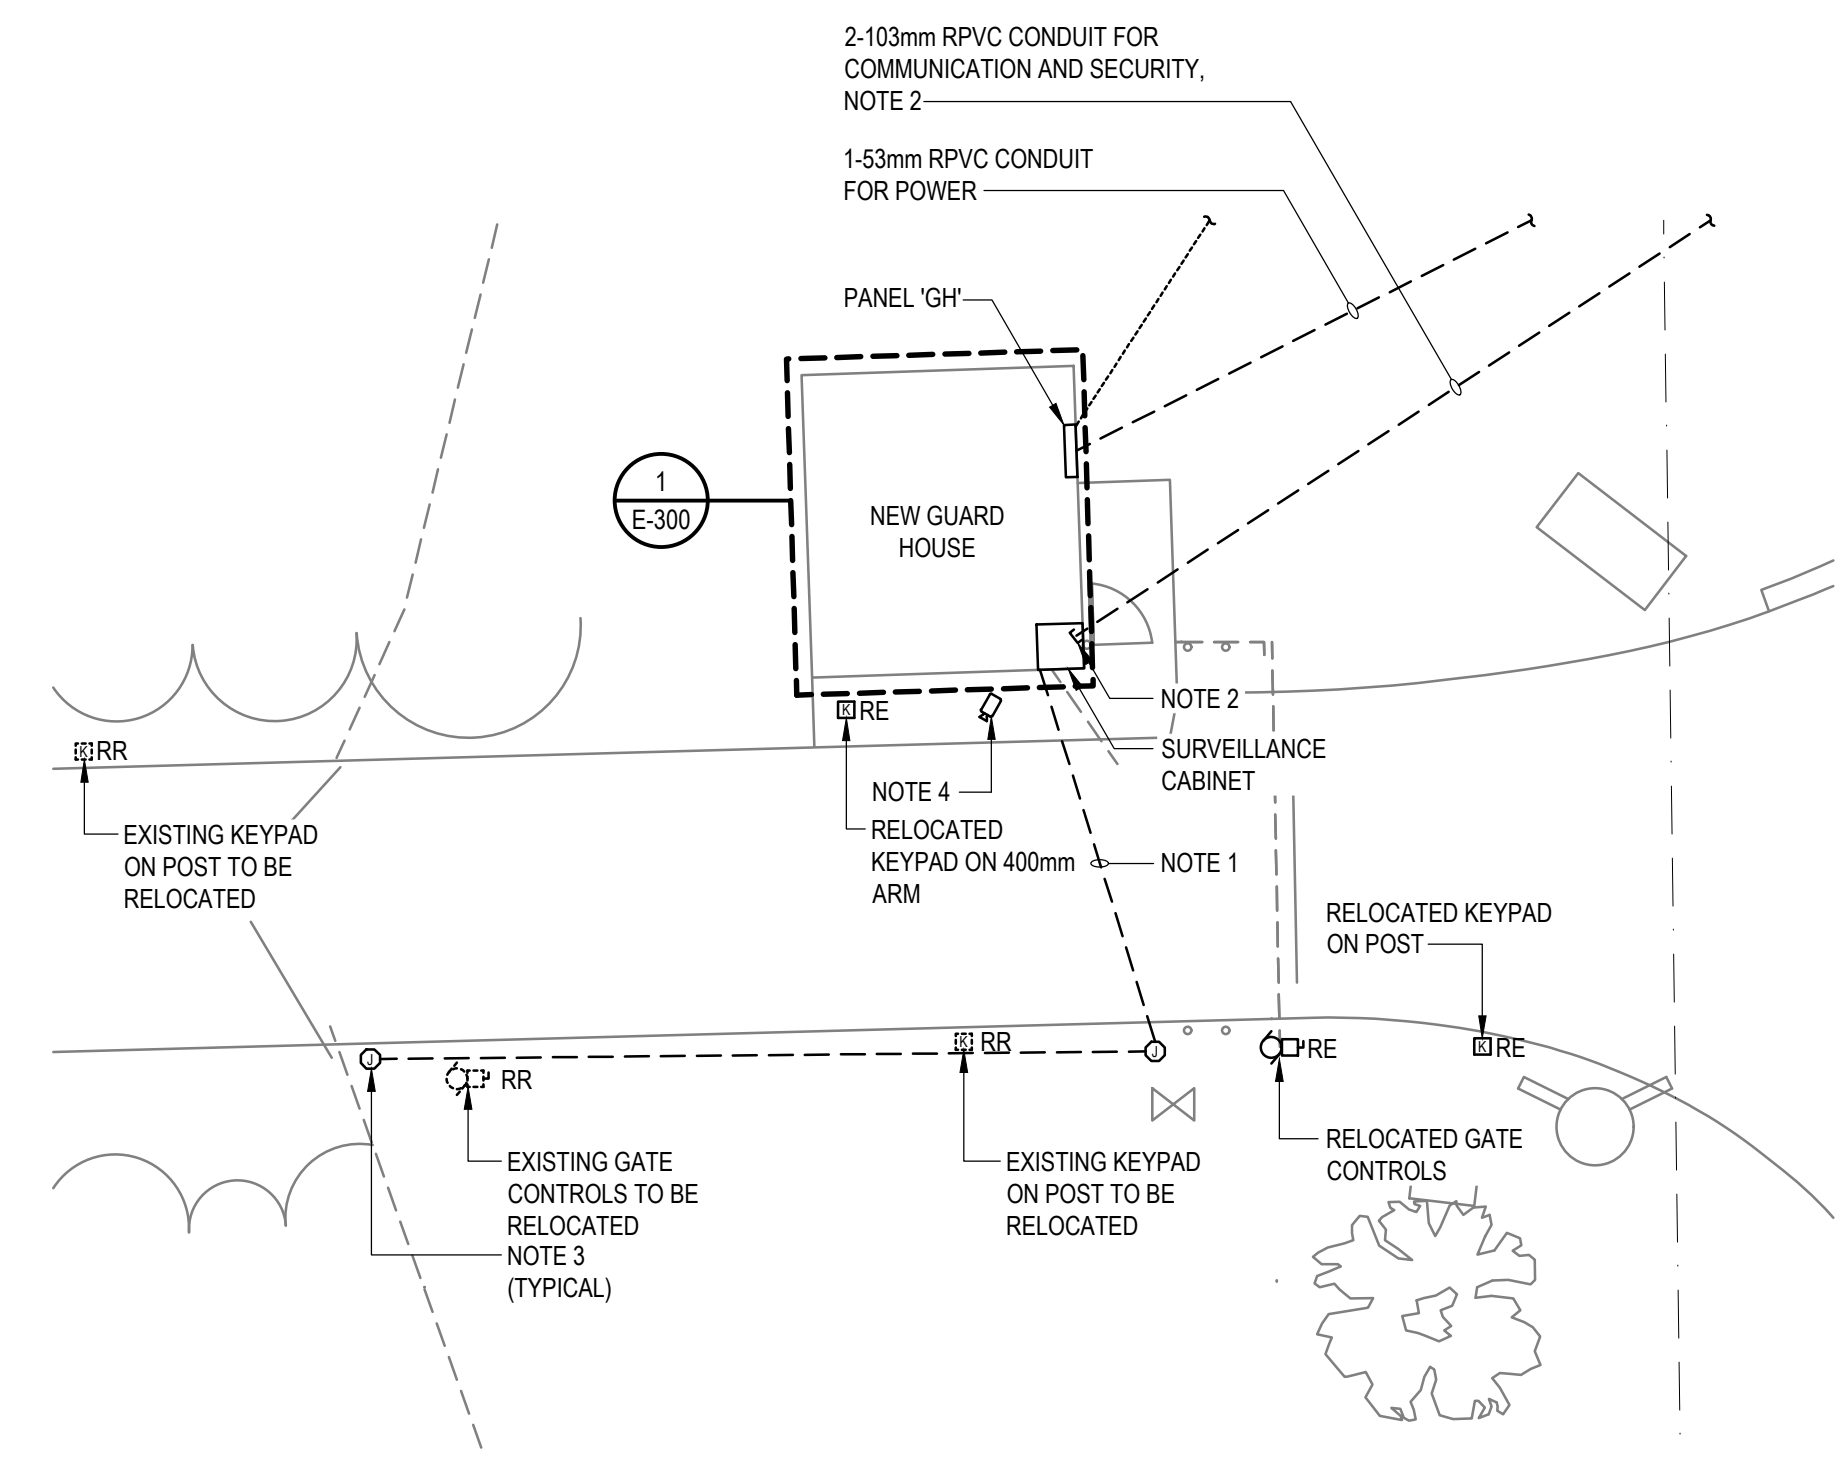 2-103mm RPVC CONDUIT FOR
COMMUNICATION AND SECURITY,
NOTE 2
1-53mm RPVC CONDUIT
FOR POWER
PANEL 'GH'
1
E-300
NEW GUARD
HOUSE
NOTE 2
SURVEILLANCE
CABINET
K RE
K RR
NOTE 4
RELOCATED
KEYPAD ON 400mm
ARM
EXISTING KEYPAD
ON POST TO BE
RELOCATED
NOTE 1
RELOCATED KEYPAD
ON POST
J
RR
K RR
J
RE
K RE
EXISTING GATE
CONTROLS TO BE
RELOCATED
NOTE 3
(TYPICAL)
EXISTING KEYPAD
ON POST TO BE
RELOCATED
RELOCATED GATE
CONTROLS